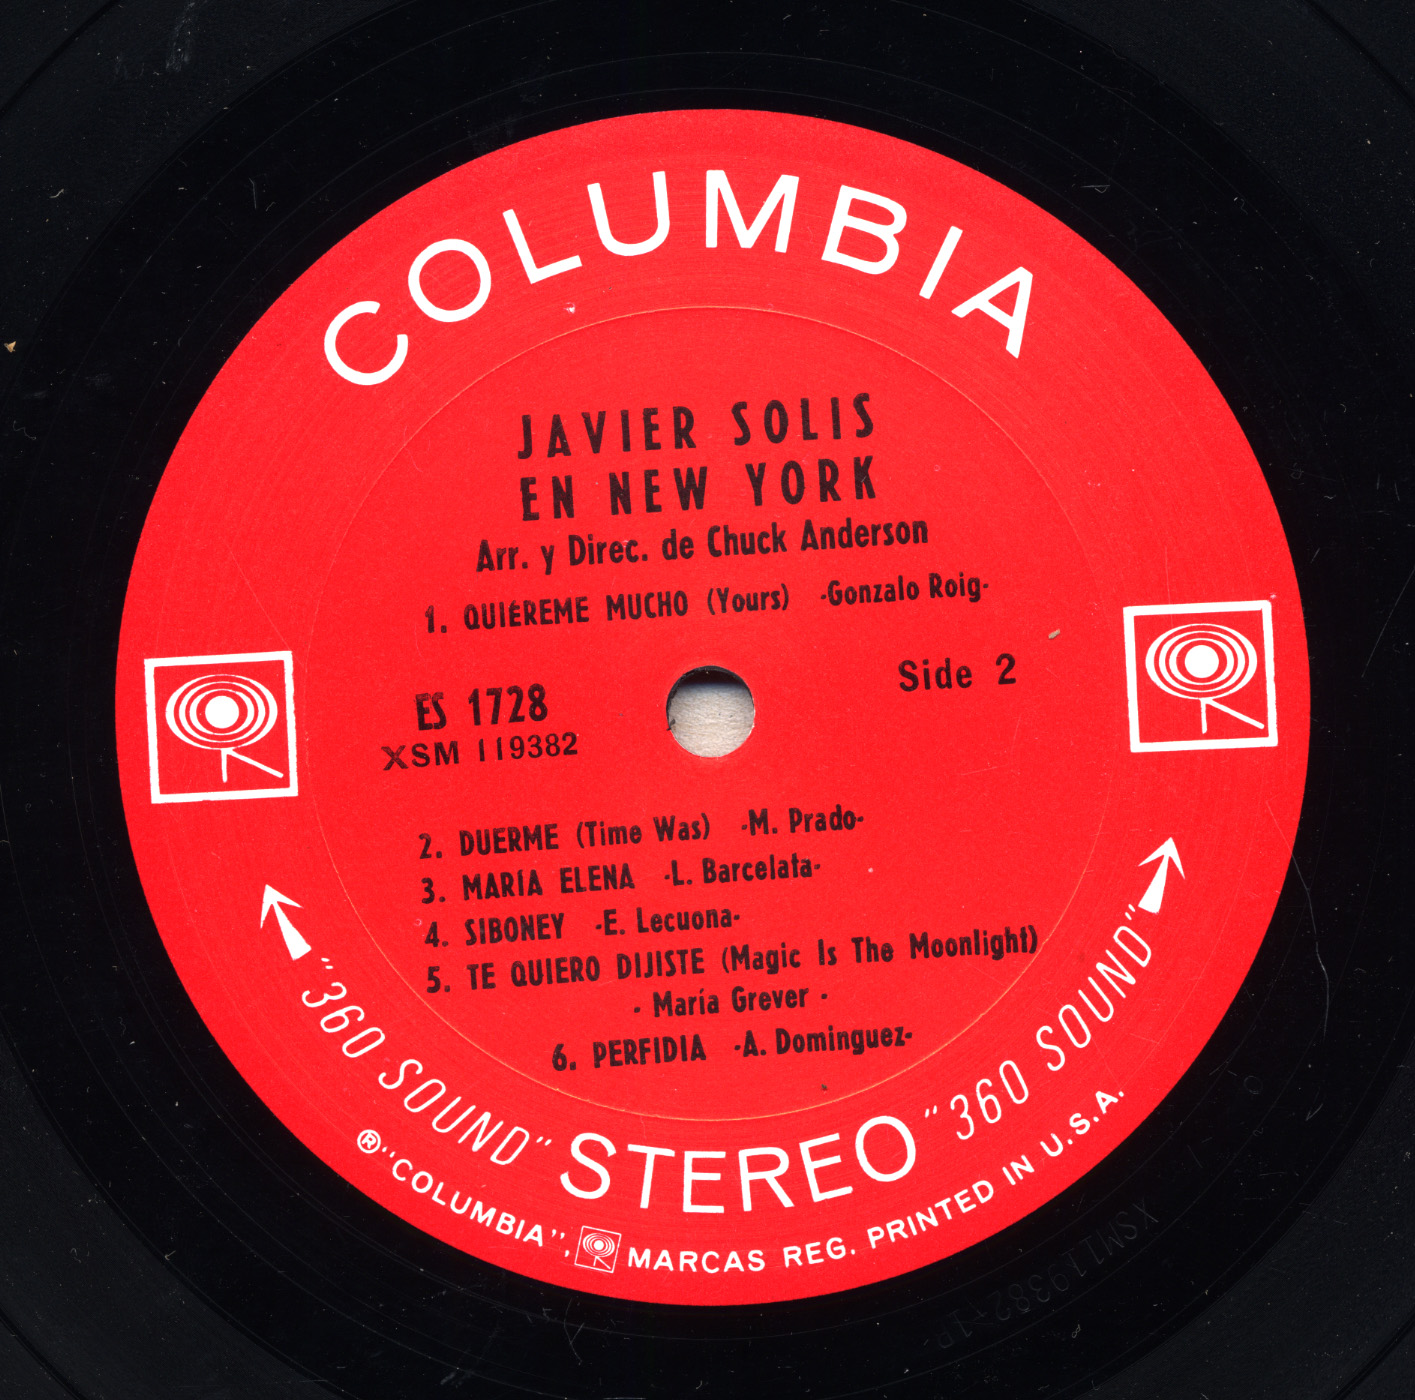 COLUMBIA
JAVIER SOLIS
EN NEW YORK
Arr. y Direc. de Chuck Anderson
1. QUIÉREME MUCHO (Yours) -Gonzalo Roig-
Side 2
ES 1728
XSM 119382
2. DUERME (Time Was) -M. Prado-
3. MARÍA ELENA -L. Barcelata-
4. SIBONEY -E. Lecuona-
5. TE QUIERO DIJISTE (Magic Is The Moonlight)
- María Grever -
6. PERFIDIA -A. Dominguez-
"360 SOUND" STEREO "360 SOUND"
® "COLUMBIA", MARCAS REG. PRINTED IN U.S.A.